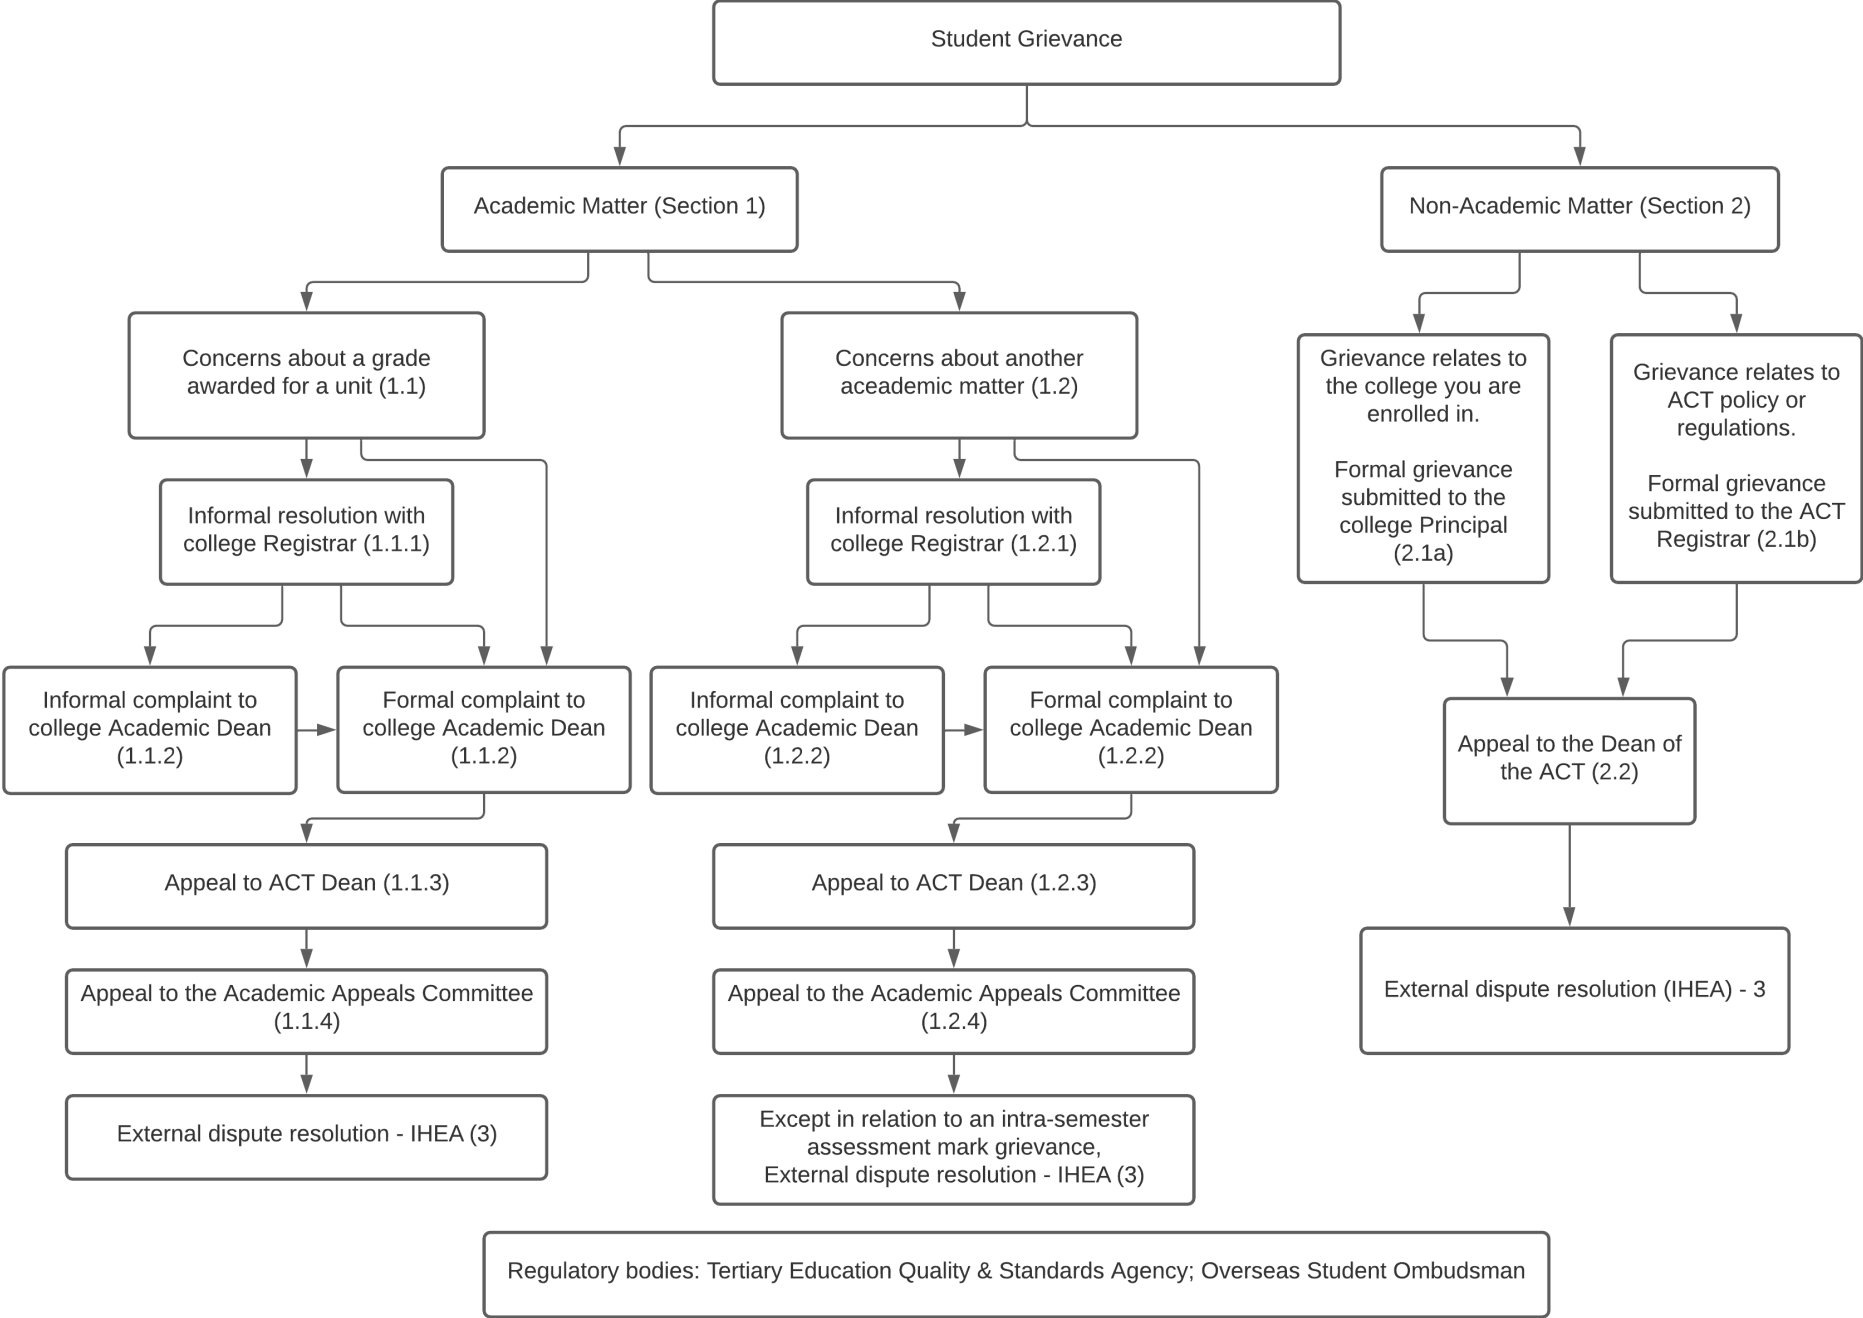 Student Grievance
Academic Matter (Section 1)
Non-Academic Matter (Section 2)
Concerns about a grade
awarded for a unit (1.1)
Concerns about another
aceademic matter (1.2)
Grievance relates to
the college you are
enrolled in.
Formal grievance
submitted to the
college Principal
(2.1a)
Grievance relates to
ACT policy or
regulations.
Formal grievance
submitted to the ACT
Registrar (2.1b)
Informal resolution with
college Registrar (1.1.1)
Informal resolution with
college Registrar (1.2.1)
Informal complaint to
college Academic Dean
(1.1.2)
Formal complaint to
college Academic Dean
(1.1.2)
Informal complaint to
college Academic Dean
(1.2.2)
Formal complaint to
college Academic Dean
(1.2.2)
Appeal to the Dean of
the ACT (2.2)
Appeal to ACT Dean (1.1.3)
Appeal to ACT Dean (1.2.3)
Appeal to the Academic Appeals Committee
(1.1.4)
Appeal to the Academic Appeals Committee
(1.2.4)
External dispute resolution (IHEA) - 3
External dispute resolution - IHEA (3)
Except in relation to an intra-semester
assessment mark grievance,
External dispute resolution - IHEA (3)
Regulatory bodies: Tertiary Education Quality & Standards Agency; Overseas Student Ombudsman